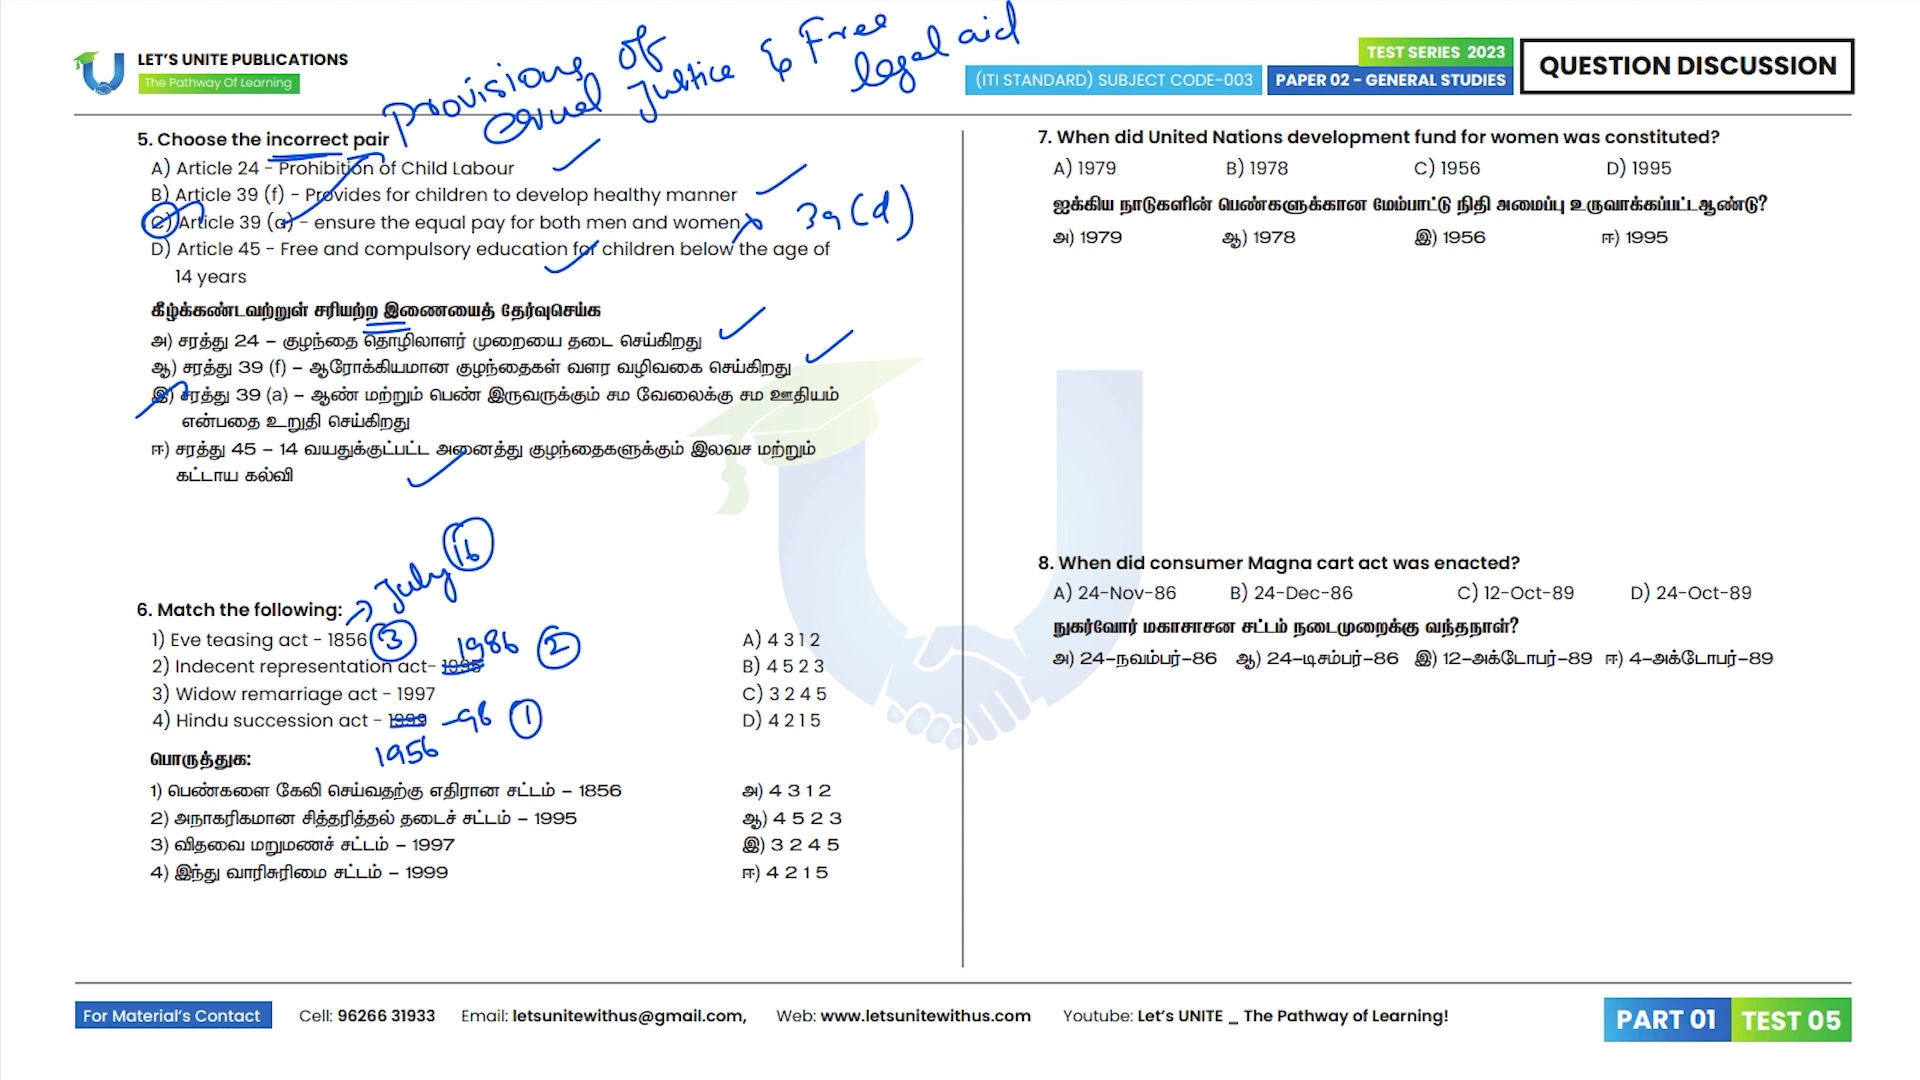 LET'S UNITE PUBLICATIONS
The Pathway Of Learning
TEST SERIES 2023
(ITI STANDARD) SUBJECT CODE-003
PAPER 02 - GENERAL STUDIES
QUESTION DISCUSSION
Provisions of
equal Justice & Free
legal aid
5. Choose the incorrect pair
A) Article 24 - Prohibition of Child Labour
B) Article 39 (f) - Provides for children to develop healthy manner
C) Article 39 (a) - ensure the equal pay for both men and women
39 (d)
D) Article 45 - Free and compulsory education for children below the age of
14 years
கீழ்க்கண்டவற்றுள் சரியற்ற இணையைத் தேர்வுசெய்க
அ) சரத்து 24 – குழந்தை தொழிலாளர் முறையை தடை செய்கிறது
ஆ) சரத்து 39 (f) – ஆரோக்கியமான குழந்தைகள் வளர வழிவகை செய்கிறது
இ) சரத்து 39 (a) – ஆண் மற்றும் பெண் இருவருக்கும் சம வேலைக்கு சம ஊதியம்
என்பதை உறுதி செய்கிறது
ஈ) சரத்து 45 – 14 வயதுக்குட்பட்ட அனைத்து குழந்தைகளுக்கும் இலவச மற்றும்
கட்டாய கல்வி
July 16
6. Match the following:
1) Eve teasing act - 1856 3
A) 4 3 1 2
2) Indecent representation act- 1995 1986 2
B) 4 5 2 3
3) Widow remarriage act - 1997
C) 3 2 4 5
4) Hindu succession act - 1999 -98 1
D) 4 2 1 5
1956
பொருத்துக:
1) பெண்களை கேலி செய்வதற்கு எதிரான சட்டம் – 1856
அ) 4 3 1 2
2) அநாகரிகமான சித்தரித்தல் தடைச் சட்டம் – 1995
ஆ) 4 5 2 3
3) விதவை மறுமணச் சட்டம் – 1997
இ) 3 2 4 5
4) இந்து வாரிசுரிமை சட்டம் – 1999
ஈ) 4 2 1 5
7. When did United Nations development fund for women was constituted?
A) 1979 B) 1978 C) 1956 D) 1995
ஐக்கிய நாடுகளின் பெண்களுக்கான மேம்பாட்டு நிதி அமைப்பு உருவாக்கப்பட்டஆண்டு?
அ) 1979 ஆ) 1978 இ) 1956 ஈ) 1995
8. When did consumer Magna cart act was enacted?
A) 24-Nov-86 B) 24-Dec-86 C) 12-Oct-89 D) 24-Oct-89
நுகர்வோர் மகாசாசன சட்டம் நடைமுறைக்கு வந்தநாள்?
அ) 24–நவம்பர்–86 ஆ) 24–டிசம்பர்–86 இ) 12–அக்டோபர்–89 ஈ) 4–அக்டோபர்–89
For Material's Contact
Cell: 96266 31933 Email: letsunitewithus@gmail.com, Web: www.letsunitewithus.com Youtube: Let's UNITE _ The Pathway of Learning!
PART 01 TEST 05